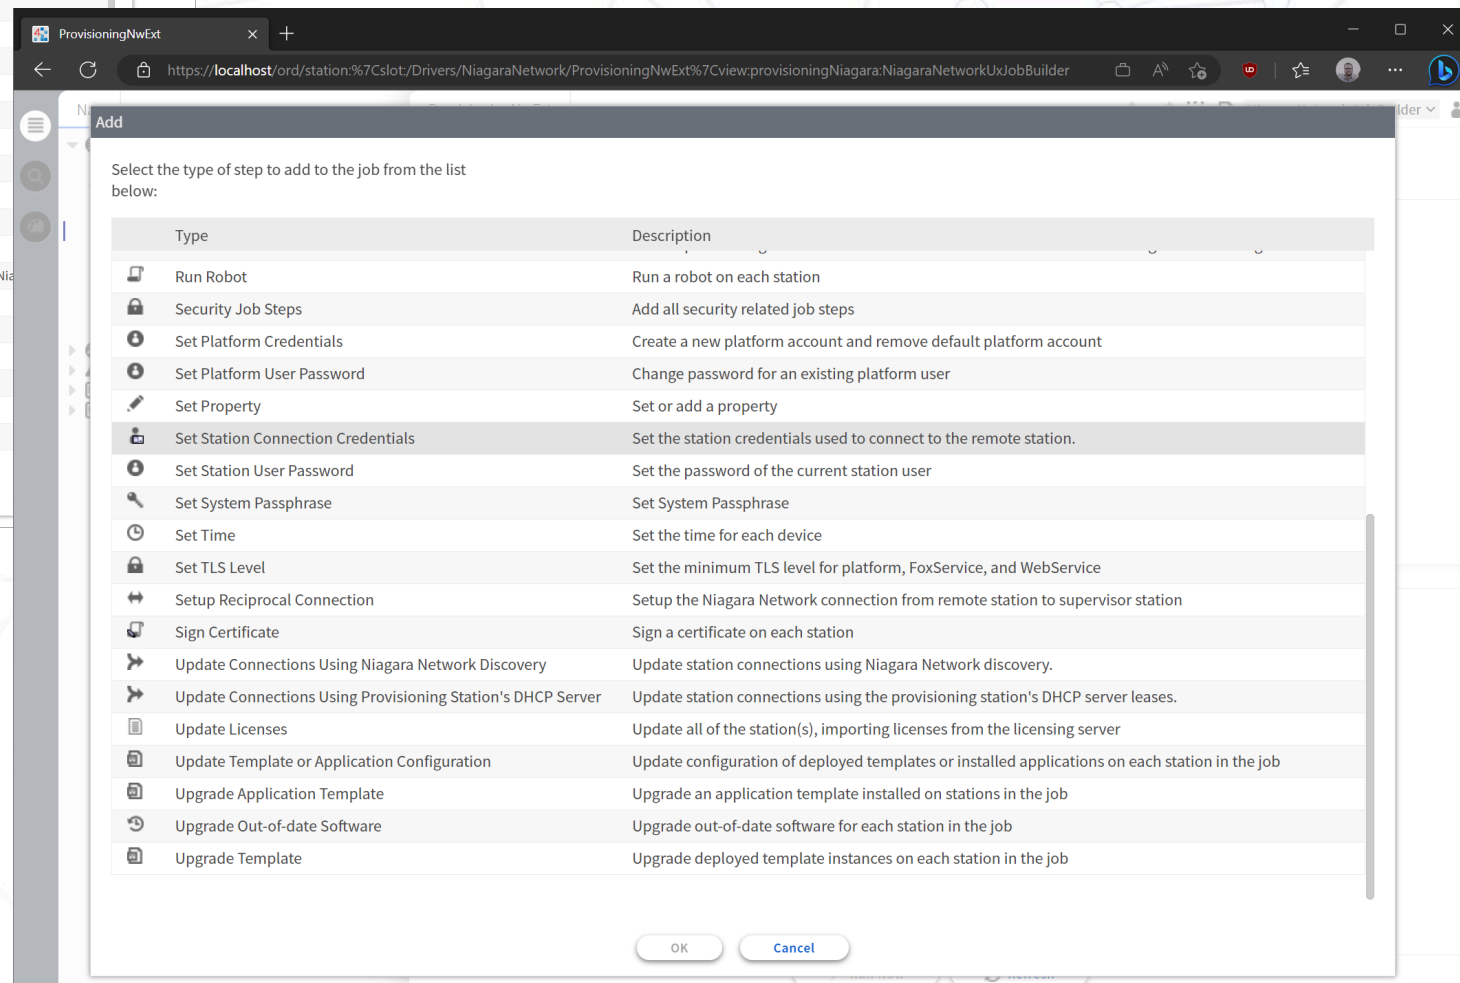 ProvisioningNwExt
https://localhost/ord/station:%7Cslot:/Drivers/NiagaraNetwork/ProvisioningNwExt%7Cview:provisioningNiagara:NiagaraNetworkUxJobBuilder
Add
Select the type of step to add to the job from the list
below:
Type Description
Run Robot Run a robot on each station
Security Job Steps Add all security related job steps
Set Platform Credentials Create a new platform account and remove default platform account
Set Platform User Password Change password for an existing platform user
Set Property Set or add a property
Set Station Connection Credentials Set the station credentials used to connect to the remote station.
Set Station User Password Set the password of the current station user
Set System Passphrase Set System Passphrase
Set Time Set the time for each device
Set TLS Level Set the minimum TLS level for platform, FoxService, and WebService
Setup Reciprocal Connection Setup the Niagara Network connection from remote station to supervisor station
Sign Certificate Sign a certificate on each station
Update Connections Using Niagara Network Discovery Update station connections using Niagara Network discovery.
Update Connections Using Provisioning Station's DHCP Server Update station connections using the provisioning station's DHCP server leases.
Update Licenses Update all of the station(s), importing licenses from the licensing server
Update Template or Application Configuration Update configuration of deployed templates or installed applications on each station in the job
Upgrade Application Template Upgrade an application template installed on stations in the job
Upgrade Out-of-date Software Upgrade out-of-date software for each station in the job
Upgrade Template Upgrade deployed template instances on each station in the job
OK Cancel